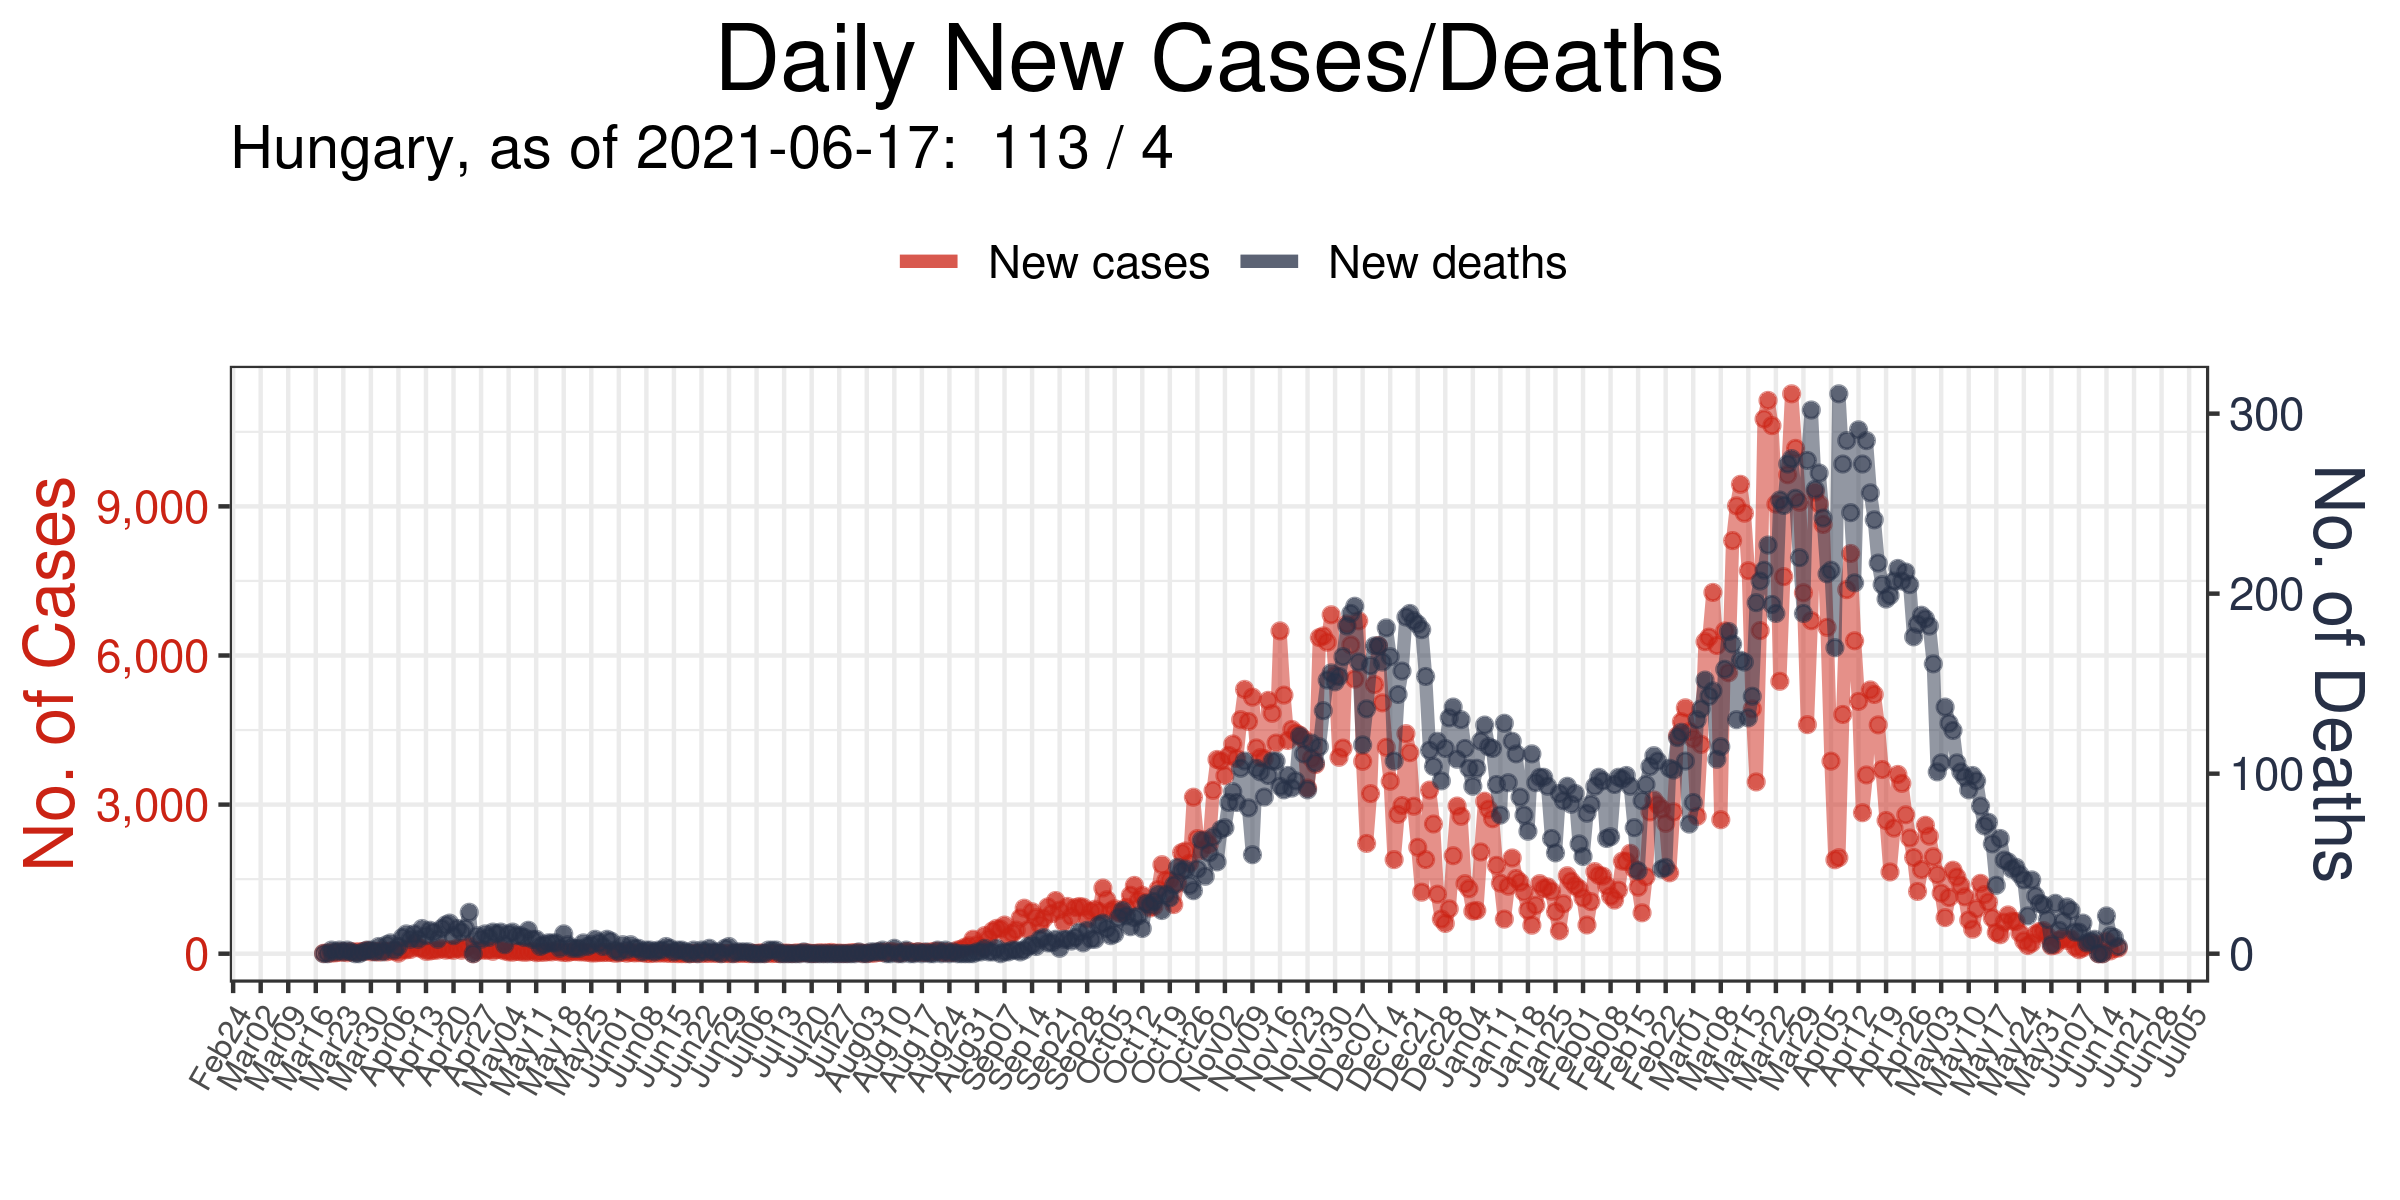 Daily New Cases/Deaths
Hungary, as of 2021-06-17:  113 / 4
New cases
New deaths
No. of Cases
9,000
6,000
3,000
0
300
200
100
0
No. of Deaths
Feb24
Mar02
Mar09
Mar16
Mar23
Mar30
Apr06
Apr13
Apr20
Apr27
May04
May11
May18
May25
Jun01
Jun08
Jun15
Jun22
Jun29
Jul06
Jul13
Jul20
Jul27
Aug03
Aug10
Aug17
Aug24
Aug31
Sep07
Sep14
Sep21
Sep28
Oct05
Oct12
Oct19
Oct26
Nov02
Nov09
Nov16
Nov23
Nov30
Dec07
Dec14
Dec21
Dec28
Jan04
Jan11
Jan18
Jan25
Feb01
Feb08
Feb15
Feb22
Mar01
Mar08
Mar15
Mar22
Mar29
Apr05
Apr12
Apr19
Apr26
May03
May10
May17
May24
May31
Jun07
Jun14
Jun21
Jun28
Jul05